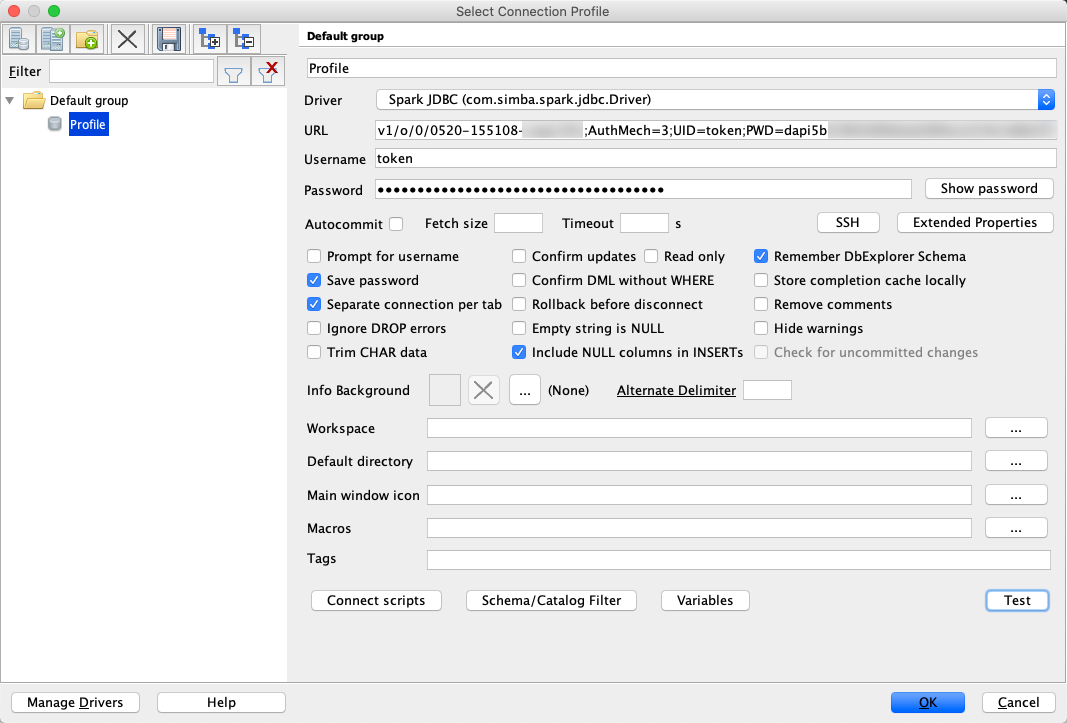 Select Connection Profile
Default group
Filter
Profile
Default group
Profile
Driver Spark JDBC (com.simba.spark.jdbc.Driver)
URL v1/o/0/0520-155108- ;AuthMech=3;UID=token;PWD=dapi5b
Username token
Password ●●●●●●●●●●●●●●●●●●●●●●●●●●●●●●●●●●●● Show password
Autocommit Fetch size Timeout s SSH Extended Properties
Prompt for username Confirm updates Read only Remember DbExplorer Schema
Save password Confirm DML without WHERE Store completion cache locally
Separate connection per tab Rollback before disconnect Remove comments
Ignore DROP errors Empty string is NULL Hide warnings
Trim CHAR data Include NULL columns in INSERTs Check for uncommitted changes
Info Background ... (None) Alternate Delimiter
Workspace ...
Default directory ...
Main window icon ...
Macros ...
Tags
Connect scripts Schema/Catalog Filter Variables Test
Manage Drivers Help OK Cancel